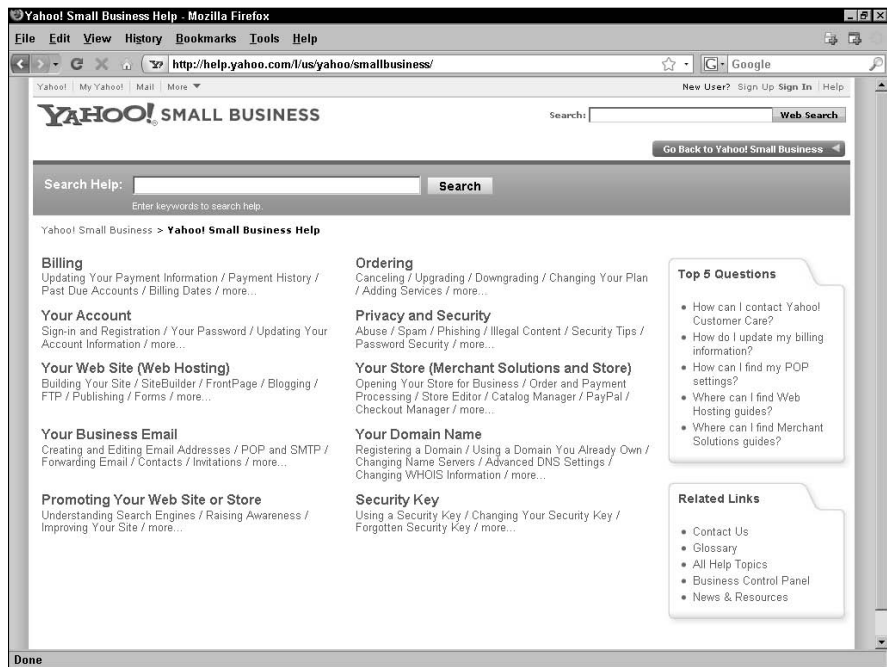 Yahoo! Small Business Help - Mozilla Firefox
File Edit View History Bookmarks Tools Help
http://help.yahoo.com/l/us/yahoo/smallbusiness/
G Google
Yahoo! My Yahoo! Mail More
New User? Sign Up Sign In Help
YAHOO! SMALL BUSINESS
Search:
Web Search
Go Back to Yahoo! Small Business
Search Help:
Search
Enter keywords to search help.
Yahoo! Small Business > Yahoo! Small Business Help
Billing
Updating Your Payment Information / Payment History /
Past Due Accounts / Billing Dates / more...
Your Account
Sign-in and Registration / Your Password / Updating Your
Account Information / more...
Your Web Site (Web Hosting)
Building Your Site / SiteBuilder / FrontPage / Blogging /
FTP / Publishing / Forms / more...
Your Business Email
Creating and Editing Email Addresses / POP and SMTP /
Forwarding Email / Contacts / Invitations / more...
Promoting Your Web Site or Store
Understanding Search Engines / Raising Awareness /
Improving Your Site / more...
Ordering
Canceling / Upgrading / Downgrading / Changing Your Plan
/ Adding Services / more...
Privacy and Security
Abuse / Spam / Phishing / Illegal Content / Security Tips /
Password Security / more...
Your Store (Merchant Solutions and Store)
Opening Your Store for Business / Order and Payment
Processing / Store Editor / Catalog Manager / PayPal /
Checkout Manager / more...
Your Domain Name
Registering a Domain / Using a Domain You Already Own /
Changing Name Servers / Advanced DNS Settings /
Changing WHOIS Information / more...
Security Key
Using a Security Key / Changing Your Security Key /
Forgotten Security Key / more...
Top 5 Questions
• How can I contact Yahoo!
Customer Care?
• How do I update my billing
information?
• How can I find my POP
settings?
• Where can I find Web
Hosting guides?
• Where can I find Merchant
Solutions guides?
Related Links
• Contact Us
• Glossary
• All Help Topics
• Business Control Panel
• News & Resources
Done